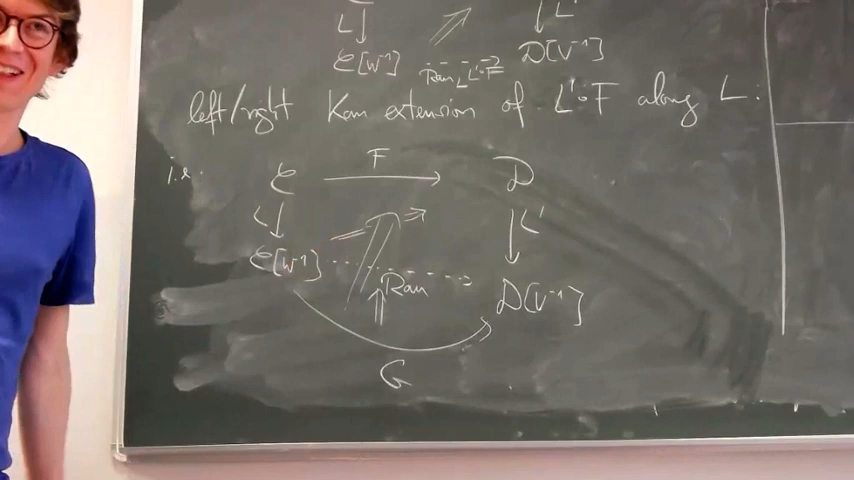 L↓ ↓L'
𝒞[W⁻¹] Ran_L L'∘F 𝒟[V⁻¹]
left/right Kan extension of L'∘F along L:
i.e. 𝒞 F 𝒟
L↓ ⇒ ↓L'
𝒞[W⁻¹] Ran 𝒟[V⁻¹]
G